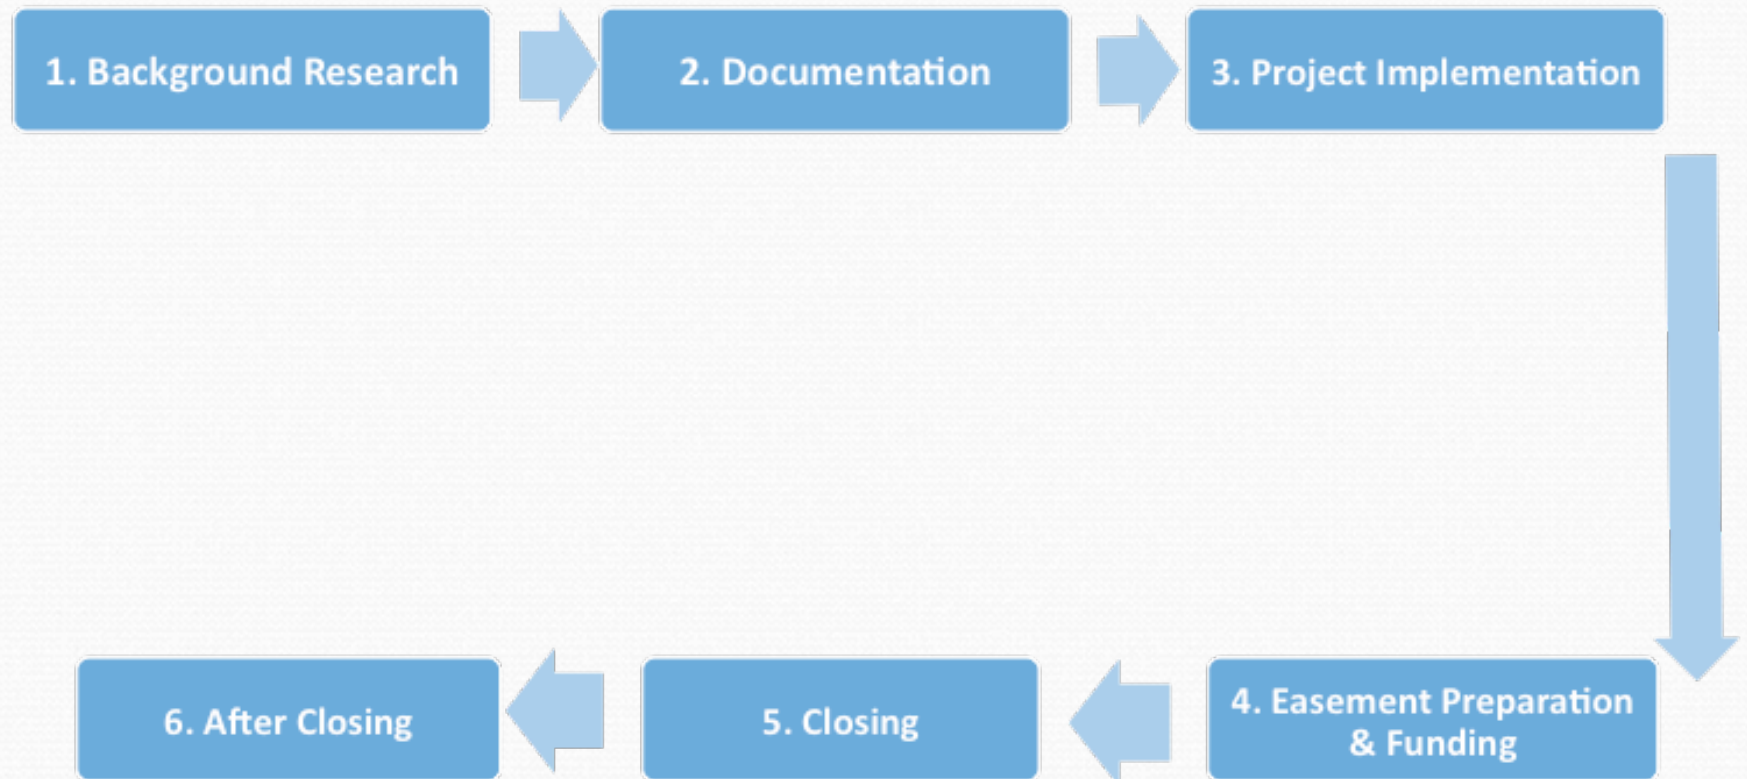 1. Background Research
2. Documentation
3. Project Implementation
4. Easement Preparation
& Funding
5. Closing
6. After Closing